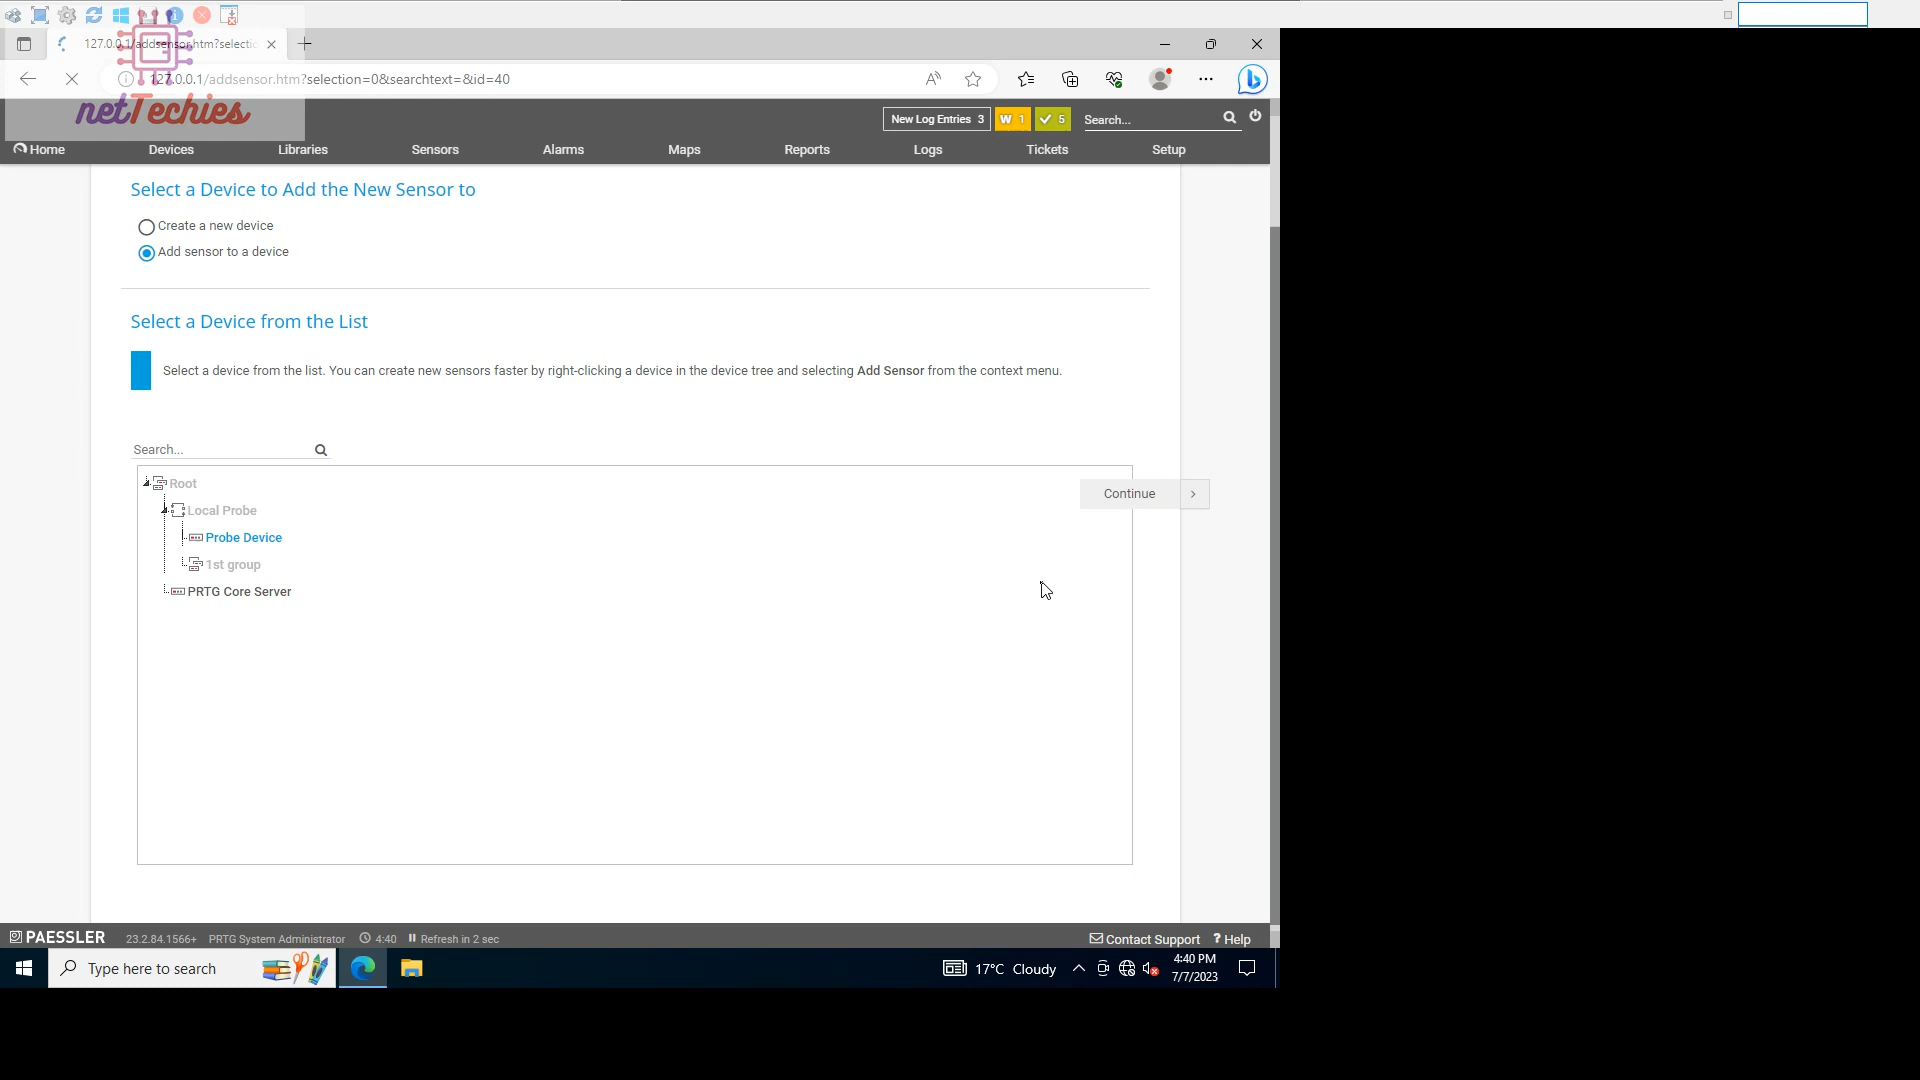 127.0.0.1/addsensor.htm?selectic
127.0.0.1/addsensor.htm?selection=0&searchtext=&id=40
netTechies
New Log Entries 3
W 1
5
Search...
Home
Devices
Libraries
Sensors
Alarms
Maps
Reports
Logs
Tickets
Setup
Select a Device to Add the New Sensor to
Create a new device
Add sensor to a device
Select a Device from the List
Select a device from the list. You can create new sensors faster by right-clicking a device in the device tree and selecting Add Sensor from the context menu.
Search...
Root
Continue
Local Probe
Probe Device
1st group
PRTG Core Server
PAESSLER
23.2.84.1566+
PRTG System Administrator
4:40
Refresh in 2 sec
Contact Support
? Help
Type here to search
17°C Cloudy
4:40 PM
7/7/2023